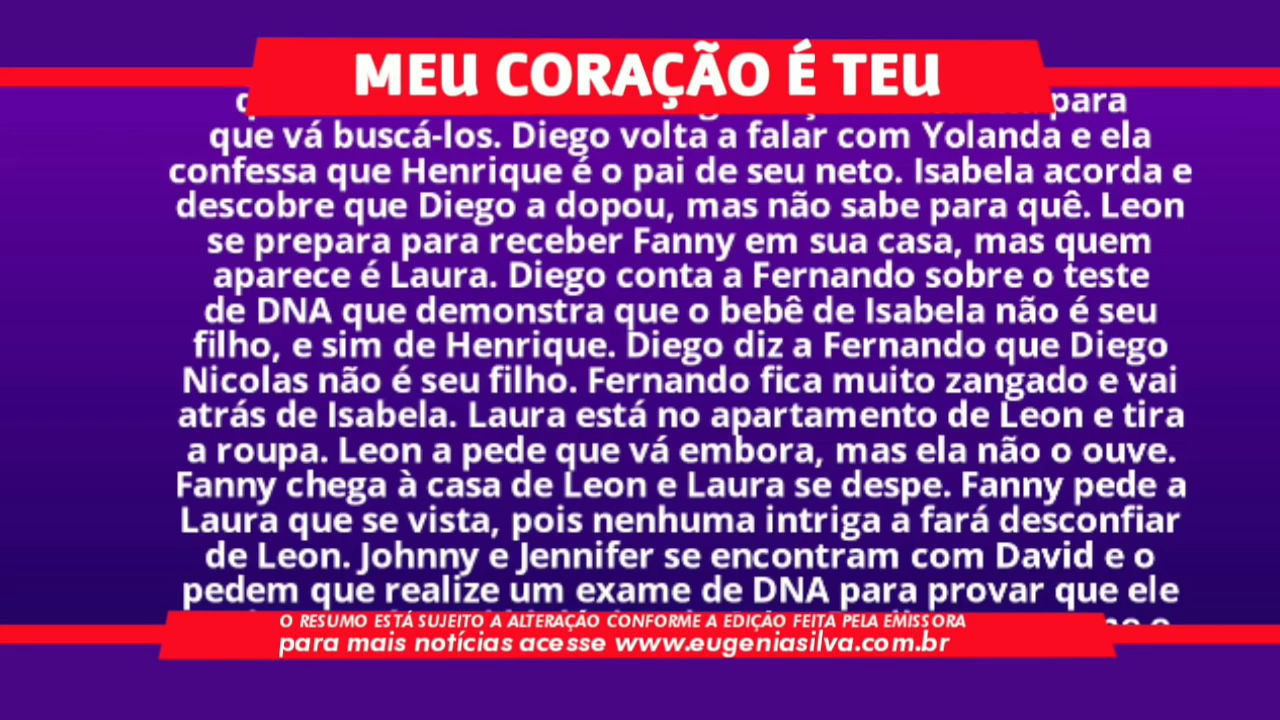 MEU CORAÇÃO É TEU
para
que vá buscá-los. Diego volta a falar com Yolanda e ela
confessa que Henrique é o pai de seu neto. Isabela acorda e
descobre que Diego a dopou, mas não sabe para quê. Leon
se prepara para receber Fanny em sua casa, mas quem
aparece é Laura. Diego conta a Fernando sobre o teste
de DNA que demonstra que o bebê de Isabela não é seu
filho, e sim de Henrique. Diego diz a Fernando que Diego
Nicolas não é seu filho. Fernando fica muito zangado e vai
atrás de Isabela. Laura está no apartamento de Leon e tira
a roupa. Leon a pede que vá embora, mas ela não o ouve.
Fanny chega à casa de Leon e Laura se despe. Fanny pede a
Laura que se vista, pois nenhuma intriga a fará desconfiar
de Leon. Johnny e Jennifer se encontram com David e o
pedem que realize um exame de DNA para provar que ele
O RESUMO ESTÁ SUJEITO A ALTERAÇÃO CONFORME A EDIÇÃO FEITA PELA EMISSORA
para mais notícias acesse www.eugeniasilva.com.br